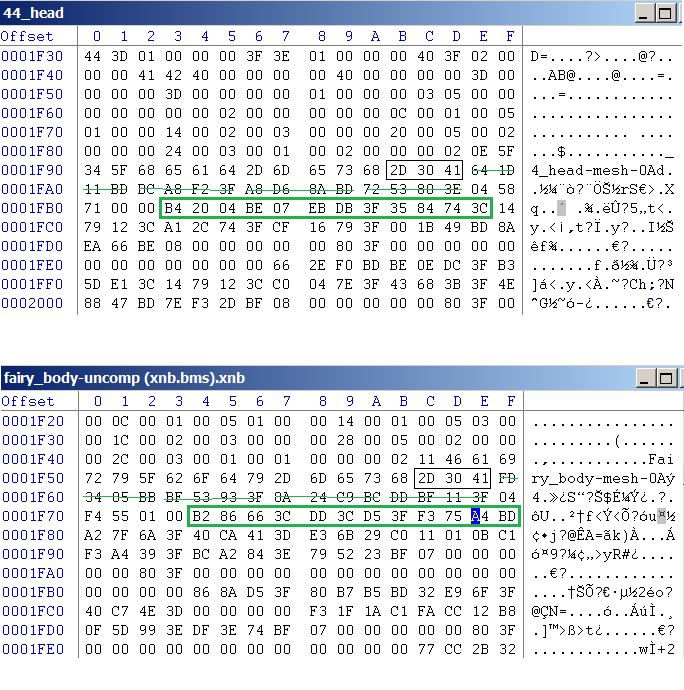 44_head
Offset 0 1 2 3 4 5 6 7 8 9 A B C D E F
0001F30 44 3D 01 00 00 00 3F 3E 01 00 00 00 40 3F 02 00 D=....?>....@?..
0001F40 00 00 41 42 40 00 00 00 00 40 00 00 00 00 3D 00 ..AB@....@....=.
0001F50 00 00 00 3D 00 00 00 00 01 00 00 00 03 05 00 00 ...=............
0001F60 00 00 00 00 00 02 00 00 00 00 00 0C 00 01 00 05 ................
0001F70 01 00 00 14 00 02 00 03 00 00 00 20 00 05 00 02 ........... ....
0001F80 00 00 00 24 00 03 00 01 00 02 00 00 00 02 0E 5F ...$..........._
0001F90 34 5F 68 65 61 64 2D 6D 65 73 68 2D 30 41 64 1D 4_head-mesh-0Ad.
0001FA0 11 BD BC A8 F2 3F A8 D6 8A BD 72 53 80 3E 04 58 .½¼¨ò?¨ÖŠ½rS€>.X
0001FB0 71 00 00 B4 20 04 BE 07 EB DB 3F 35 84 74 3C 14 q..´ .¾.ëÛ?5„t<.
0001FC0 79 12 3C A1 2C 74 3F CF 16 79 3F 00 1B 49 BD 8A y.<¡,t?Ï.y?..I½Š
0001FD0 EA 66 BE 08 00 00 00 00 00 80 3F 00 00 00 00 00 êf¾......€?.....
0001FE0 00 00 00 00 00 00 00 66 2E F0 BD BE 0E DC 3F B3 .......f.ð½¾.Ü?³
0001FF0 5D E1 3C 14 79 12 3C C0 04 7E 3F 43 68 3B 3F 4E ]á<.y.<À.~?Ch;?N
0002000 88 47 BD 7E F3 2D BF 08 00 00 00 00 00 80 3F 00 ˆG½~ó-¿......€?.
fairy_body-uncomp (xnb.bms).xnb
Offset 0 1 2 3 4 5 6 7 8 9 A B C D E F
0001F20 00 0C 00 01 00 05 01 00 00 14 00 01 00 05 03 00 ................
0001F30 00 1C 00 02 00 03 00 00 00 28 00 05 00 02 00 00 .........(......
0001F40 00 2C 00 03 00 01 00 01 00 00 00 02 11 46 61 69 .,...........Fai
0001F50 72 79 5F 62 6F 64 79 2D 6D 65 73 68 2D 30 41 FD ry_body-mesh-0Aý
0001F60 34 05 BB BF 53 93 3F 8A 24 C9 BC DD BF 11 3F 04 4.»¿S“?Š$É¼Ý¿.?.
0001F70 F4 55 01 00 B2 86 66 3C DD 3C D5 3F F3 75 A4 BD ôU..²†f<Ý<Õ?óu¤½
0001F80 A2 7F 6A 3F 40 CA 41 3D E3 6B 29 C0 11 01 0B C1 ¢•j?@ÊA=ãk)À...Á
0001F90 F3 A4 39 3F BC A2 84 3E 79 52 23 BF 07 00 00 00 ó¤9?¼¢„>yR#¿....
0001FA0 00 00 80 3F 00 00 00 00 00 00 00 00 00 00 00 00 ..€?............
0001FB0 00 00 00 00 86 8A D5 3F 80 B7 B5 BD 32 E9 6F 3F ....†ŠÕ?€·µ½2éo?
0001FC0 40 C7 4E 3D 00 00 00 00 F3 1F 1A C1 FA CC 12 B8 @ÇN=....ó..ÁúÌ.¸
0001FD0 0F 5D 99 3E DF 3E 74 BF 07 00 00 00 00 00 80 3F .]™>ß>t¿......€?
0001FE0 00 00 00 00 00 00 00 00 00 00 00 00 77 CC 2B 32 ............wÌ+2